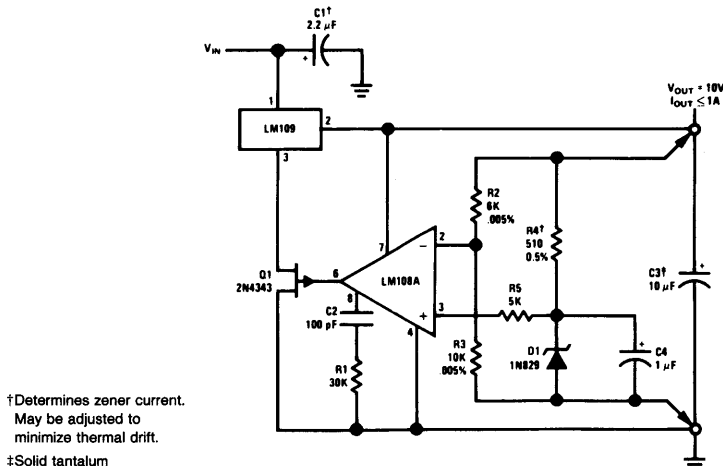 C1†
2.2 µF
+
VIN
1
LM109
2
3
VOUT = 10V
IOUT ≤ 1A
R2
6K
.005%
R4†
510
0.5%
7
2
−
Q1
2N4343
6
LM108A
8
C2
100 pF
+
3
4
R5
5K
C3‡
10 µF
+
R1
30K
R3
10K
.005%
D1
1N829
+
C4
1 µF
†Determines zener current.
May be adjusted to
minimize thermal drift.
‡Solid tantalum